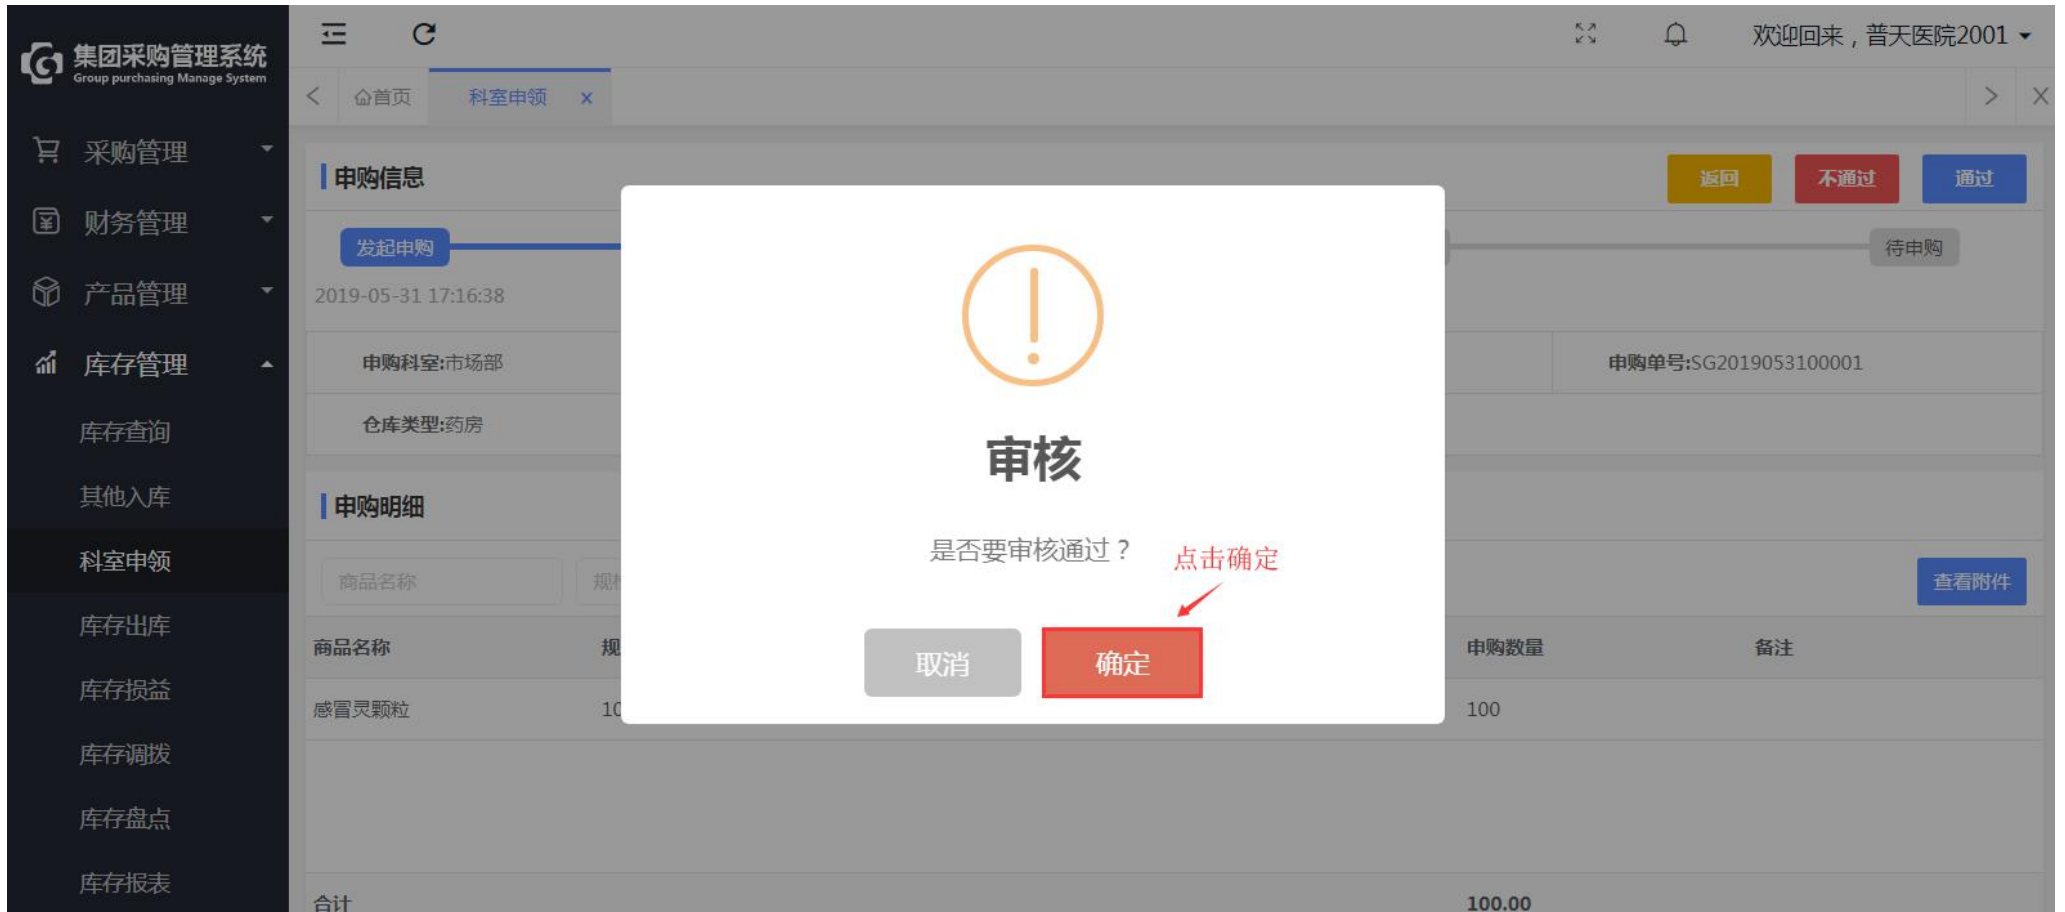 集团采购管理系统
Group purchasing Manage System
欢迎回来，普天医院2001
首页
科室申领 x
采购管理
财务管理
产品管理
库存管理
库存查询
其他入库
科室申领
库存出库
库存损益
库存调拨
库存盘点
库存报表
申购信息
返回
不通过
通过
发起申购
待申购
2019-05-31 17:16:38
申购科室:市场部
申购单号:SG2019053100001
仓库类型:药房
申购明细
商品名称
查看附件
商品名称
申购数量
备注
感冒灵颗粒
100
合计
100.00
审核
是否要审核通过？
点击确定
取消
确定